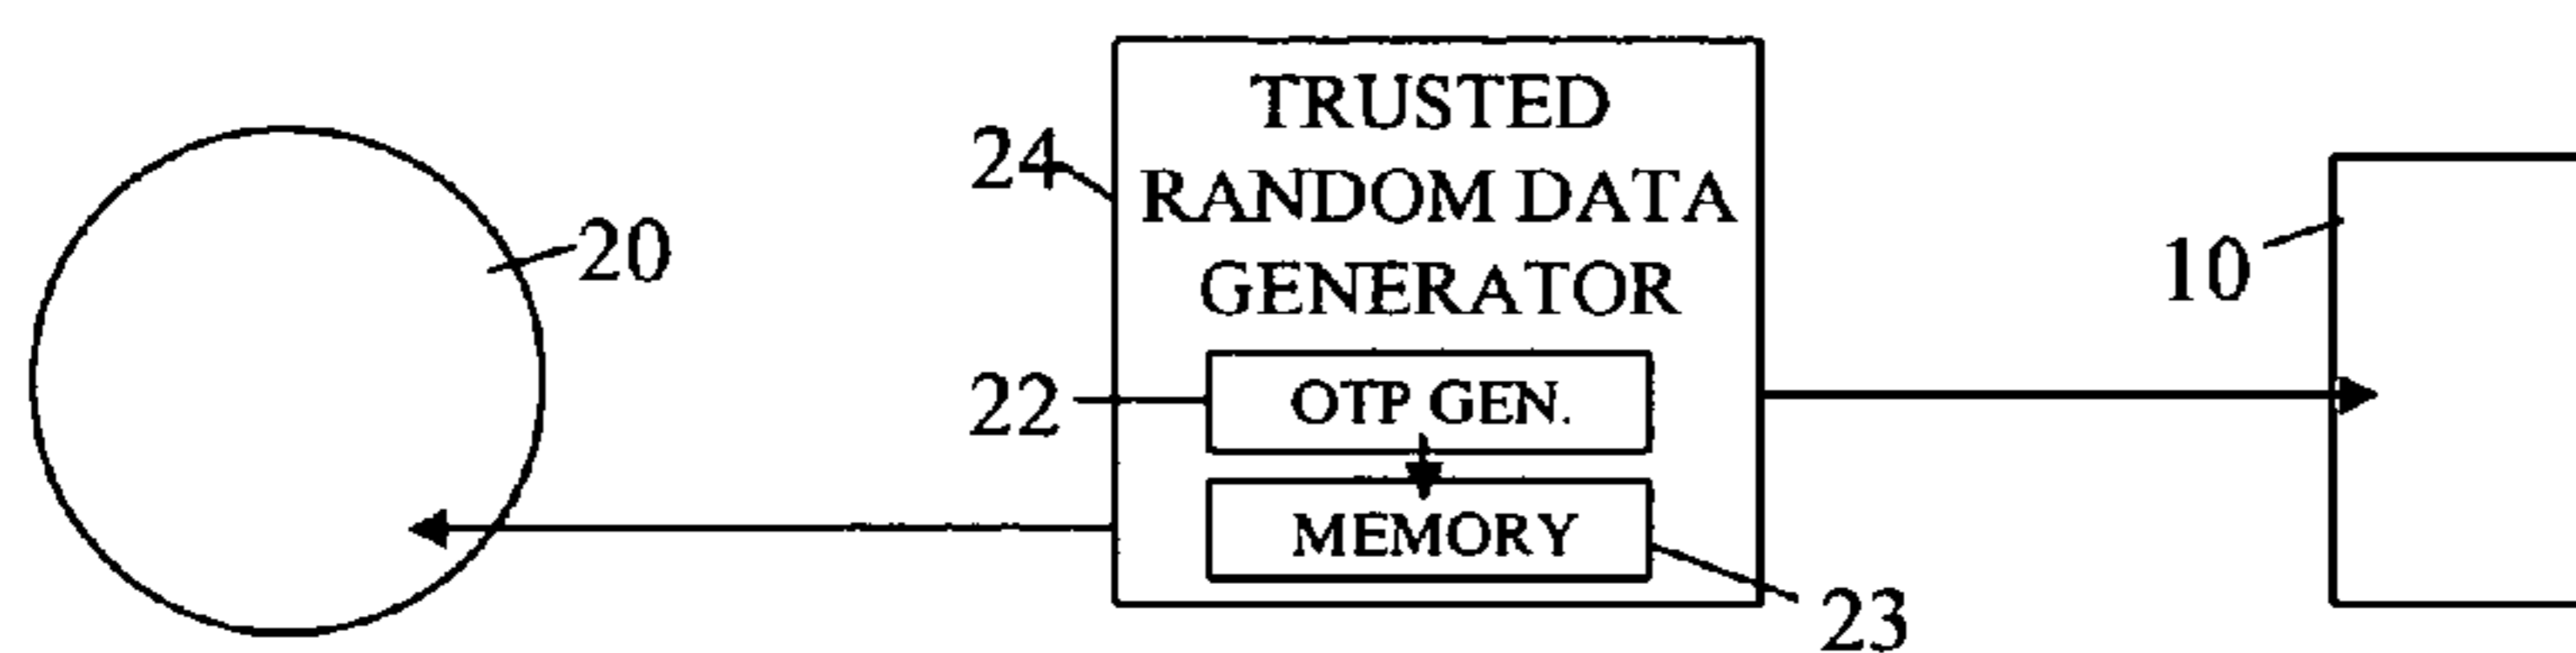 TRUSTED
RANDOM DATA
GENERATOR
24
20
10
22
OTP GEN.
MEMORY
23